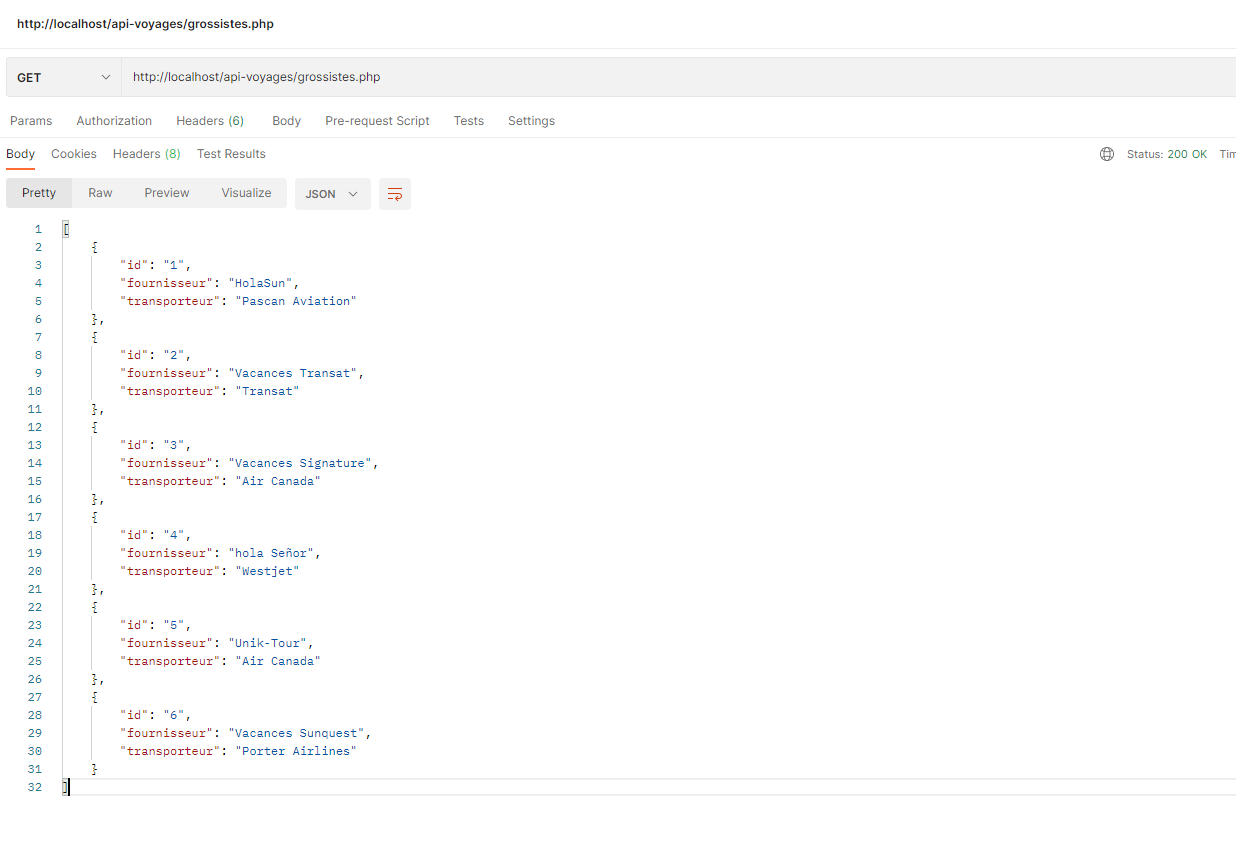 http://localhost/api-voyages/grossistes.php
GET http://localhost/api-voyages/grossistes.php
Params Authorization Headers (6) Body Pre-request Script Tests Settings
Body Cookies Headers (8) Test Results Status: 200 OK Tim
Pretty Raw Preview Visualize JSON
1 [
2 {
3 "id": "1",
4 "fournisseur": "HolaSun",
5 "transporteur": "Pascan Aviation"
6 },
7 {
8 "id": "2",
9 "fournisseur": "Vacances Transat",
10 "transporteur": "Transat"
11 },
12 {
13 "id": "3",
14 "fournisseur": "Vacances Signature",
15 "transporteur": "Air Canada"
16 },
17 {
18 "id": "4",
19 "fournisseur": "hola Señor",
20 "transporteur": "Westjet"
21 },
22 {
23 "id": "5",
24 "fournisseur": "Unik-Tour",
25 "transporteur": "Air Canada"
26 },
27 {
28 "id": "6",
29 "fournisseur": "Vacances Sunquest",
30 "transporteur": "Porter Airlines"
31 }
32 ]